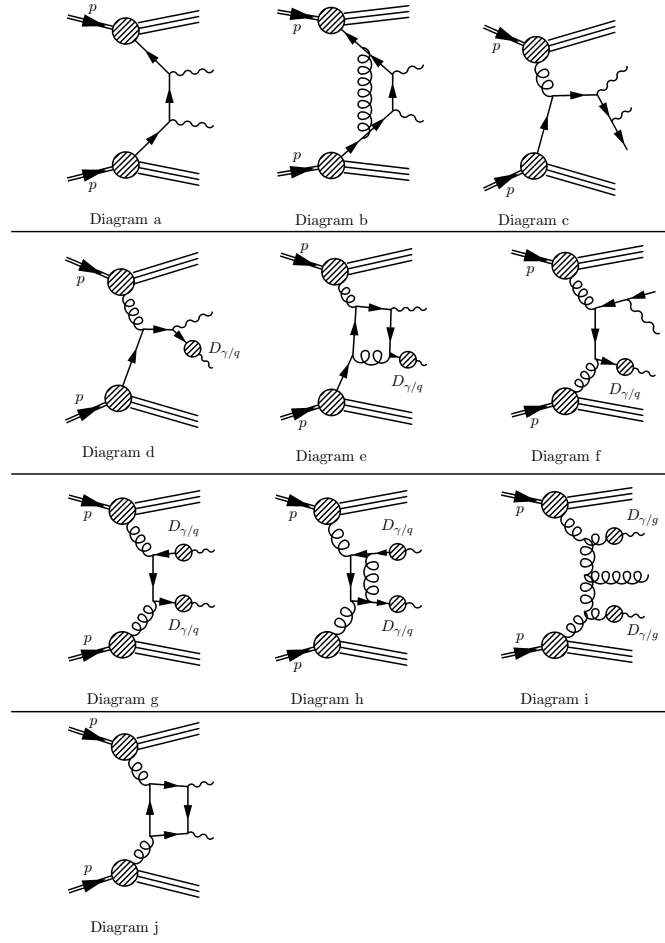 p p p
p p p
Diagram a Diagram b Diagram c
p p p
D_{γ/q}
D_{γ/q} D_{γ/q}
p p p
Diagram d Diagram e Diagram f
p p p
D_{γ/q} D_{γ/q} D_{γ/g}
D_{γ/q} D_{γ/q} D_{γ/g}
p p p
Diagram g Diagram h Diagram i
p
p
Diagram j